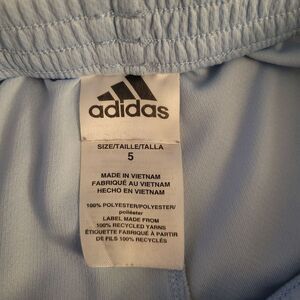 adidas
SIZE/TAILLE/TALLA
5
MADE IN VIETNAM
FABRIQUÉ AU VIETNAM
HECHO EN VIETNAM
100% POLYESTER/POLYESTER/
poliéster
LABEL MADE FROM
100% RECYCLED YARNS
ÉTIQUETTE FABRIQUÉE À PARTIR
DE FILS 100% RECYCLÉS